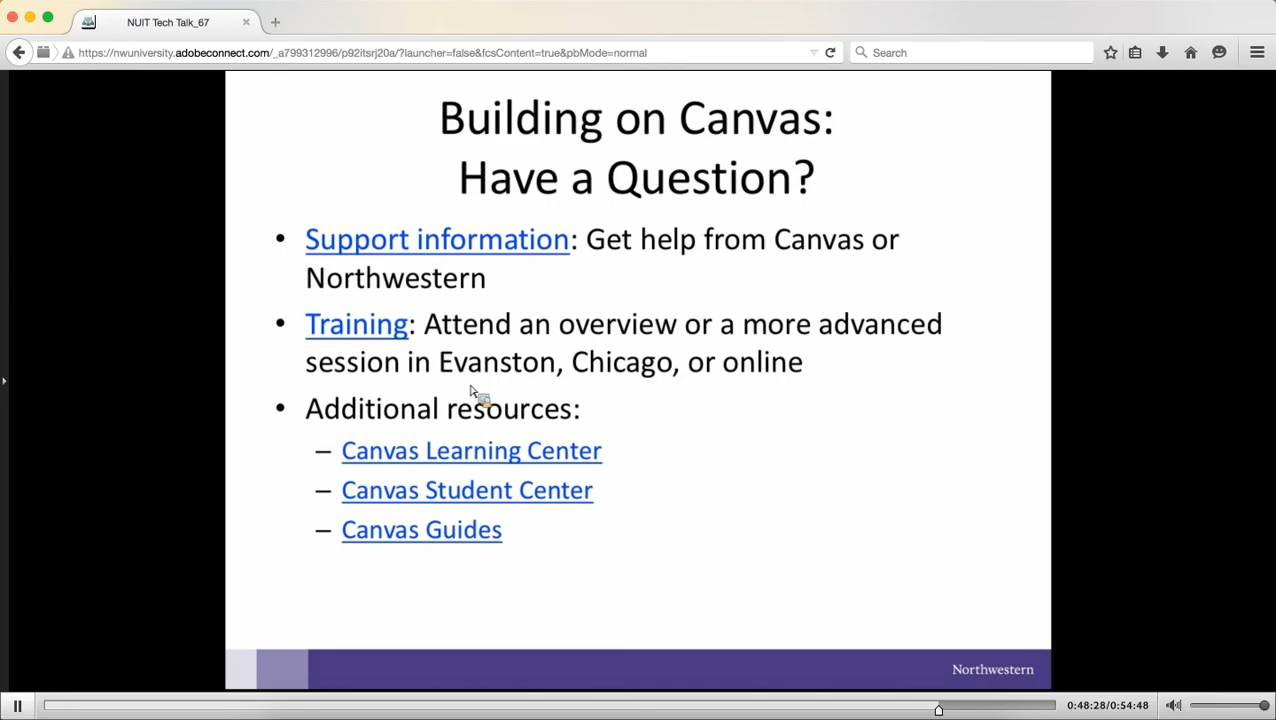 NUIT Tech Talk_67
https://nwuniversity.adobeconnect.com/_a799312996/p92itsrj20a/?launcher=false&fcsContent=true&pbMode=normal
Search
Building on Canvas:
Have a Question?
• Support information: Get help from Canvas or
Northwestern
• Training: Attend an overview or a more advanced
session in Evanston, Chicago, or online
• Additional resources:
– Canvas Learning Center
– Canvas Student Center
– Canvas Guides
Northwestern
0:48:28/0:54:48